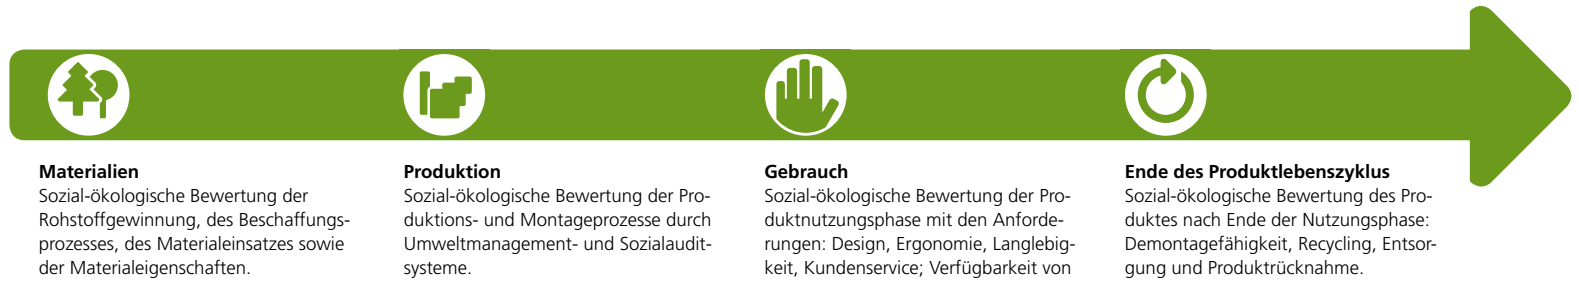 Materialien
Sozial-ökologische Bewertung der
Rohstoffgewinnung, des Beschaffungs-
prozesses, des Materialeinsatzes sowie
der Materialeigenschaften.
Produktion
Sozial-ökologische Bewertung der Pro-
duktions- und Montageprozesse durch
Umweltmanagement- und Sozialaudit-
systeme.
Gebrauch
Sozial-ökologische Bewertung der Pro-
duktnutzungsphase mit den Anforde-
rungen: Design, Ergonomie, Langlebig-
keit, Kundenservice; Verfügbarkeit von
Ende des Produktlebenszyklus
Sozial-ökologische Bewertung des Pro-
duktes nach Ende der Nutzungsphase:
Demontagefähigkeit, Recycling, Entsor-
gung und Produktrücknahme.